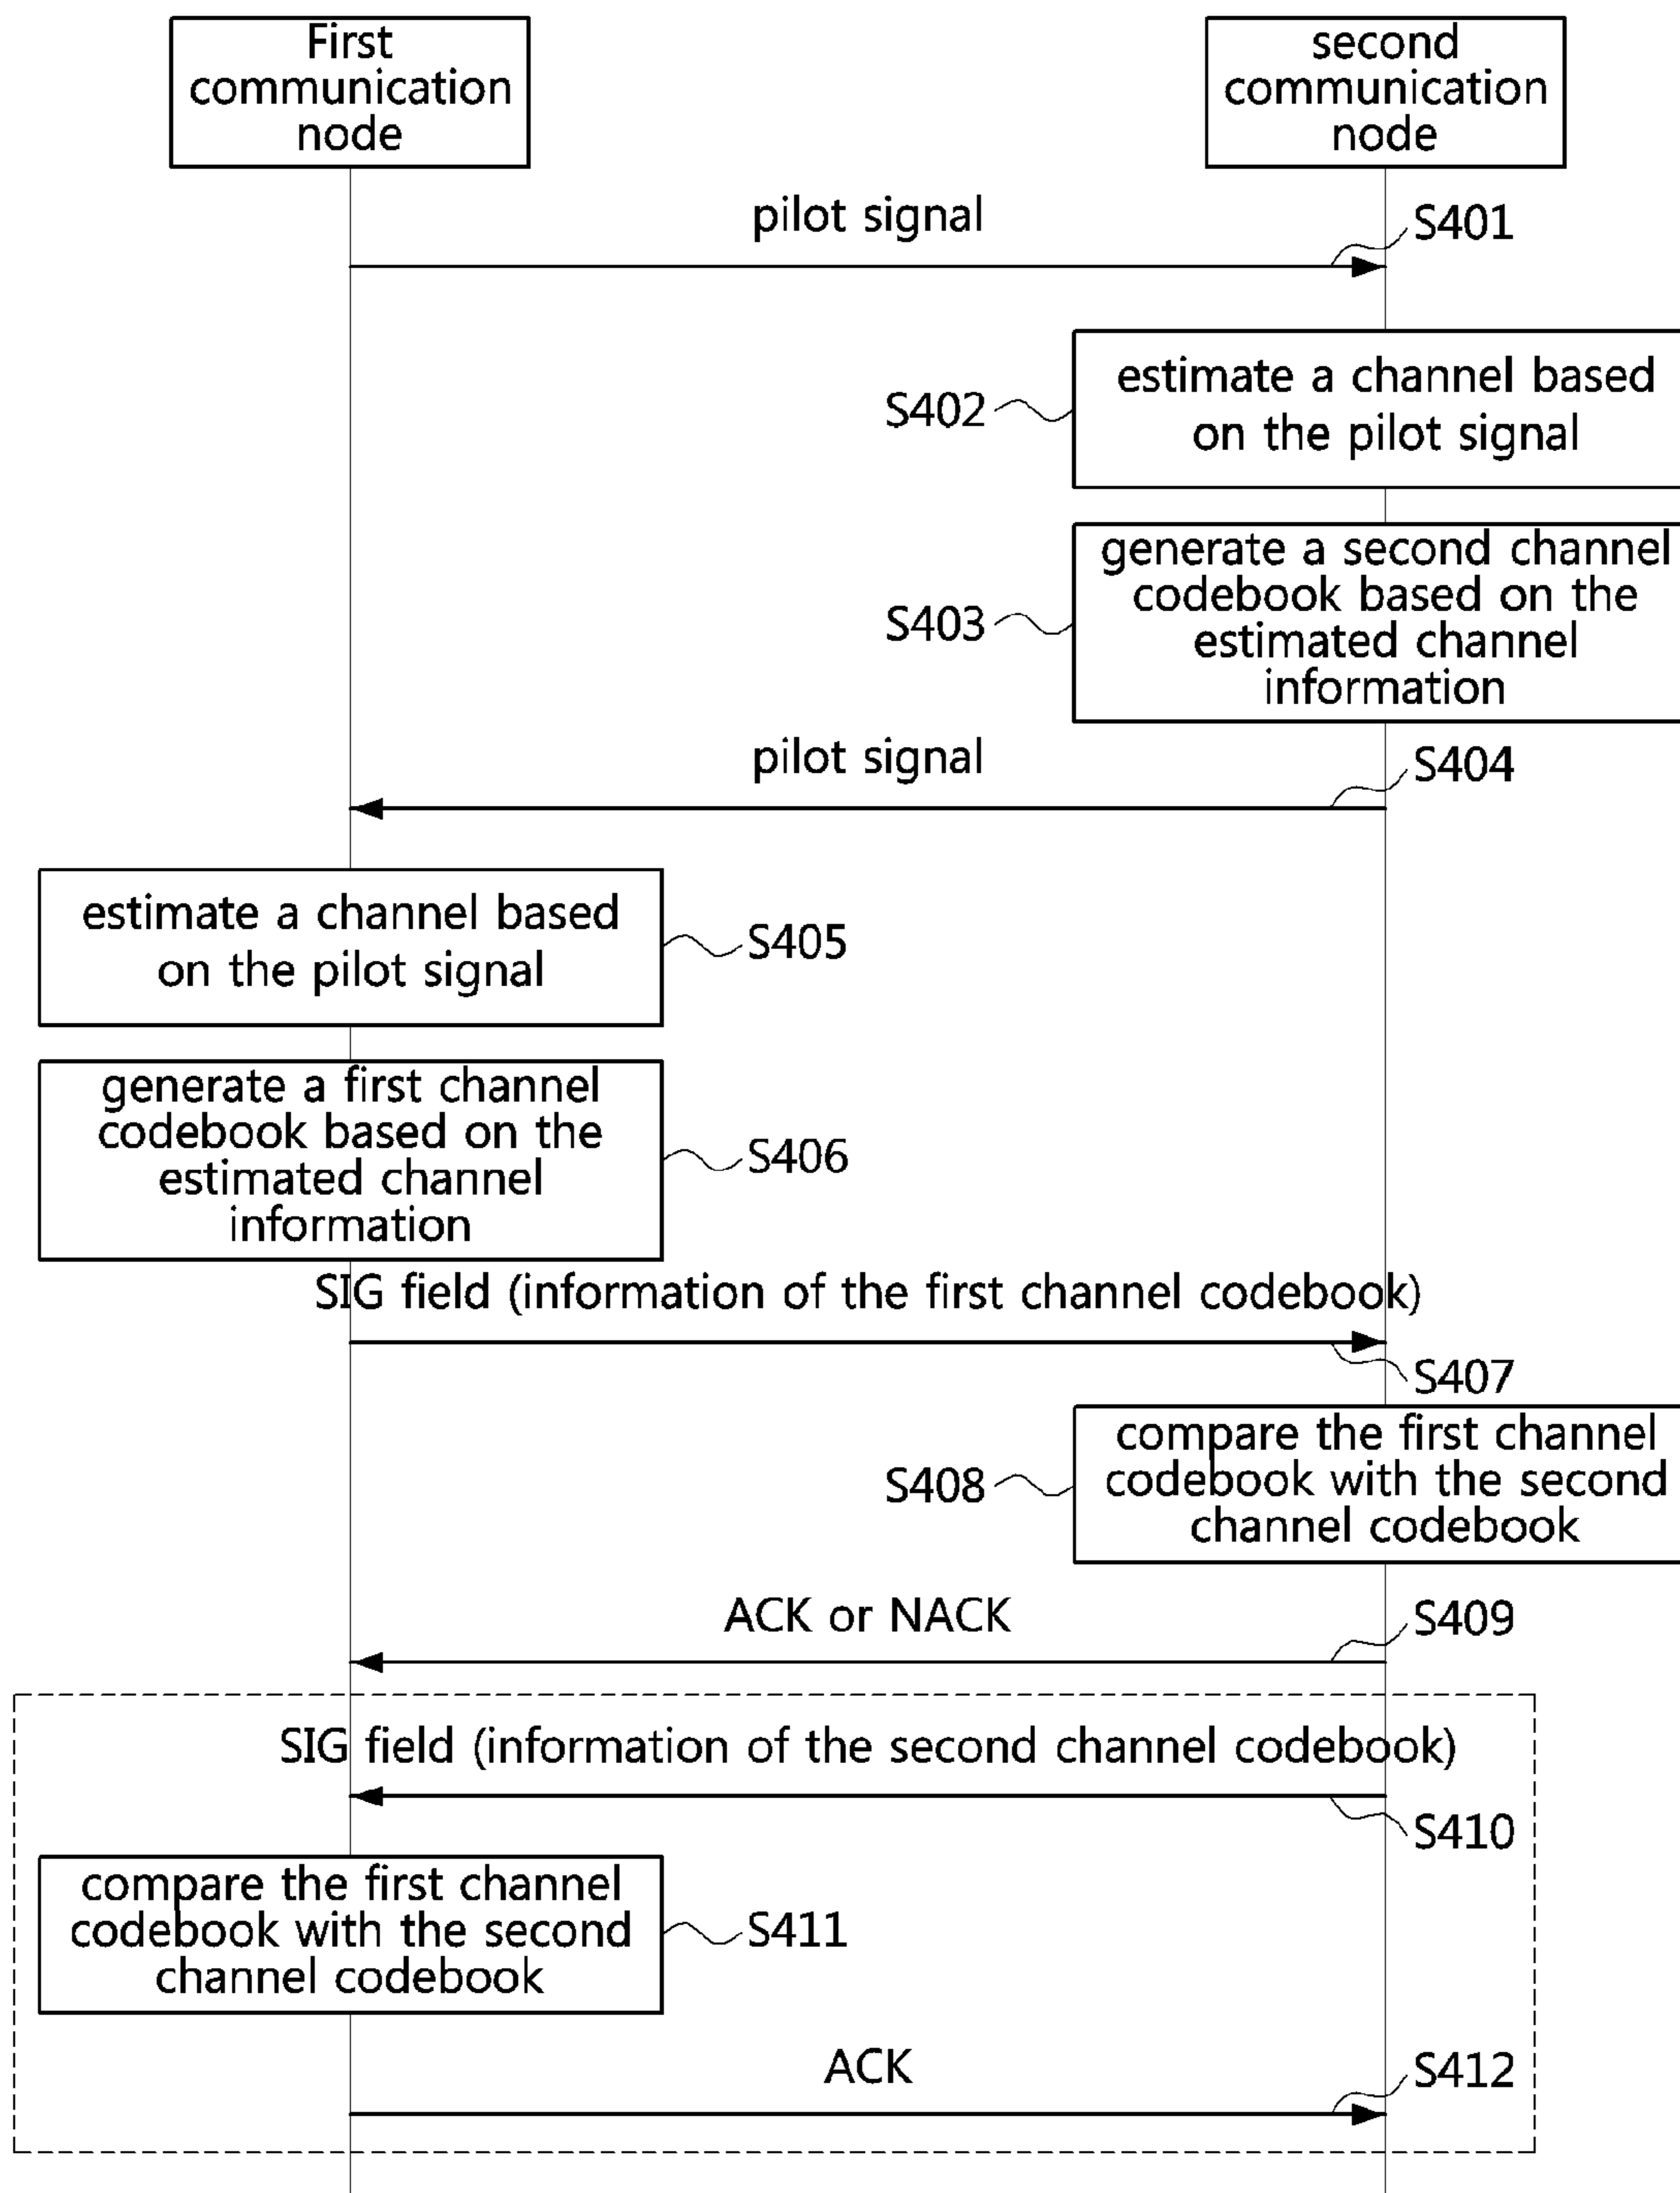 First
communication
node
second
communication
node
pilot signal
S401
estimate a channel based
on the pilot signal
S402
generate a second channel
codebook based on the
estimated channel
information
S403
pilot signal
S404
estimate a channel based
on the pilot signal
S405
generate a first channel
codebook based on the
estimated channel
information
S406
SIG field (information of the first channel codebook)
S407
compare the first channel
codebook with the second
channel codebook
S408
ACK or NACK
S409
SIG field (information of the second channel codebook)
S410
compare the first channel
codebook with the second
channel codebook
S411
ACK
S412